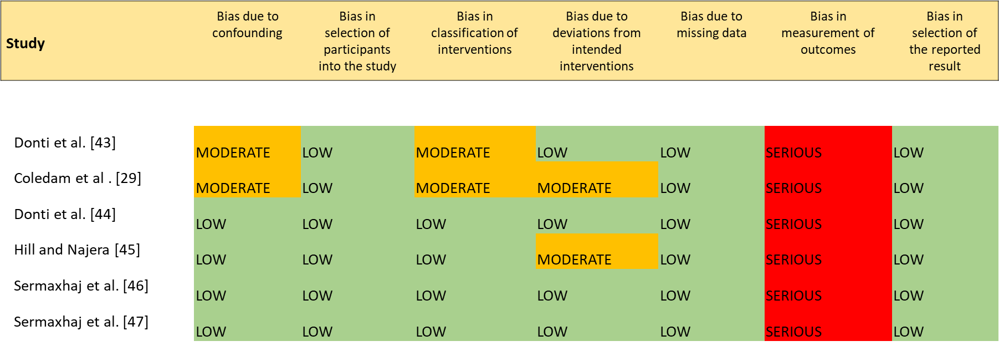 Study
Bias due to
confounding
Bias in
selection of
participants
into the study
Bias in
classification of
interventions
Bias due to
deviations from
intended
interventions
Bias due to
missing data
Bias in
measurement of
outcomes
Bias in
selection of
the reported
result
Donti et al. [43]
MODERATE LOW MODERATE LOW LOW SERIOUS LOW
Coledam et al . [29]
MODERATE LOW MODERATE MODERATE LOW SERIOUS LOW
Donti et al. [44]
LOW LOW LOW LOW LOW SERIOUS LOW
Hill and Najera [45]
LOW LOW LOW MODERATE LOW SERIOUS LOW
Sermaxhaj et al. [46]
LOW LOW LOW LOW LOW SERIOUS LOW
Sermaxhaj et al. [47]
LOW LOW LOW LOW LOW SERIOUS LOW